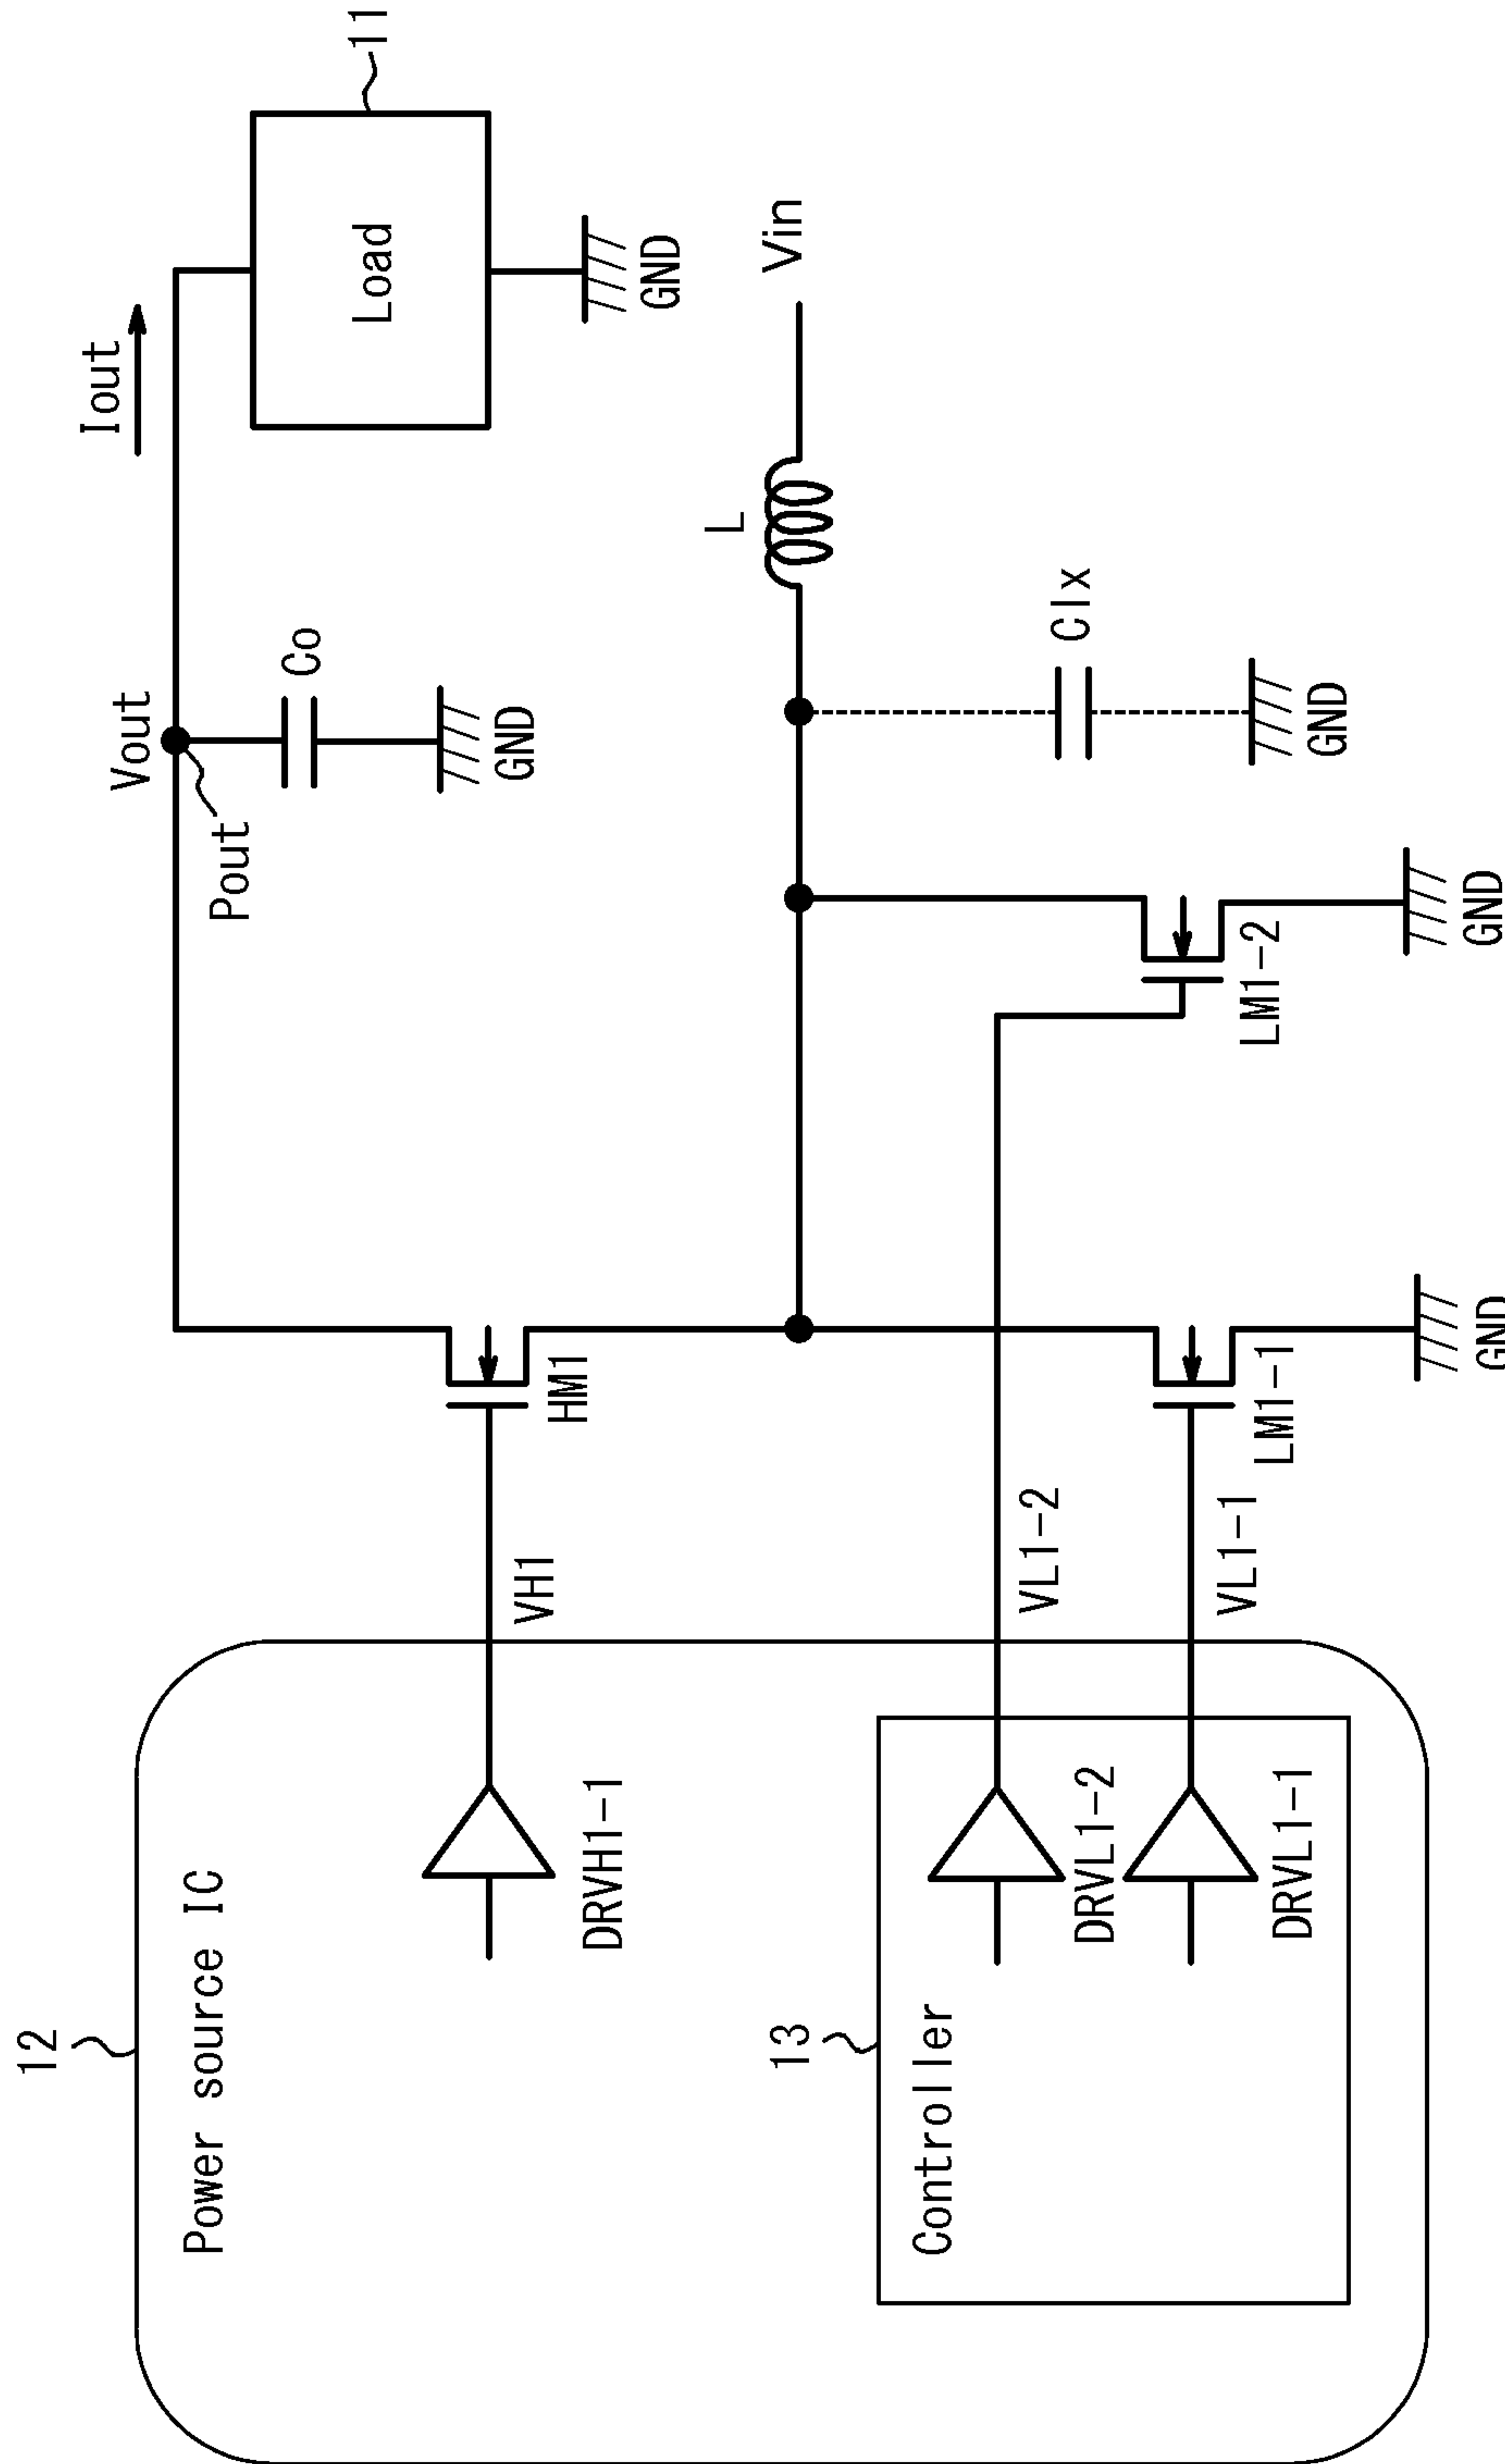 12
Power source IC
DRVH1-1
VH1
HM1
Vout
Pout
Co
GND
Iout
11
Load
GND
13
Controller
DRVL1-2
DRVL1-1
VL1-2
VL1-1
LM1-1
GND
LM1-2
GND
L
Vin
Clx
GND